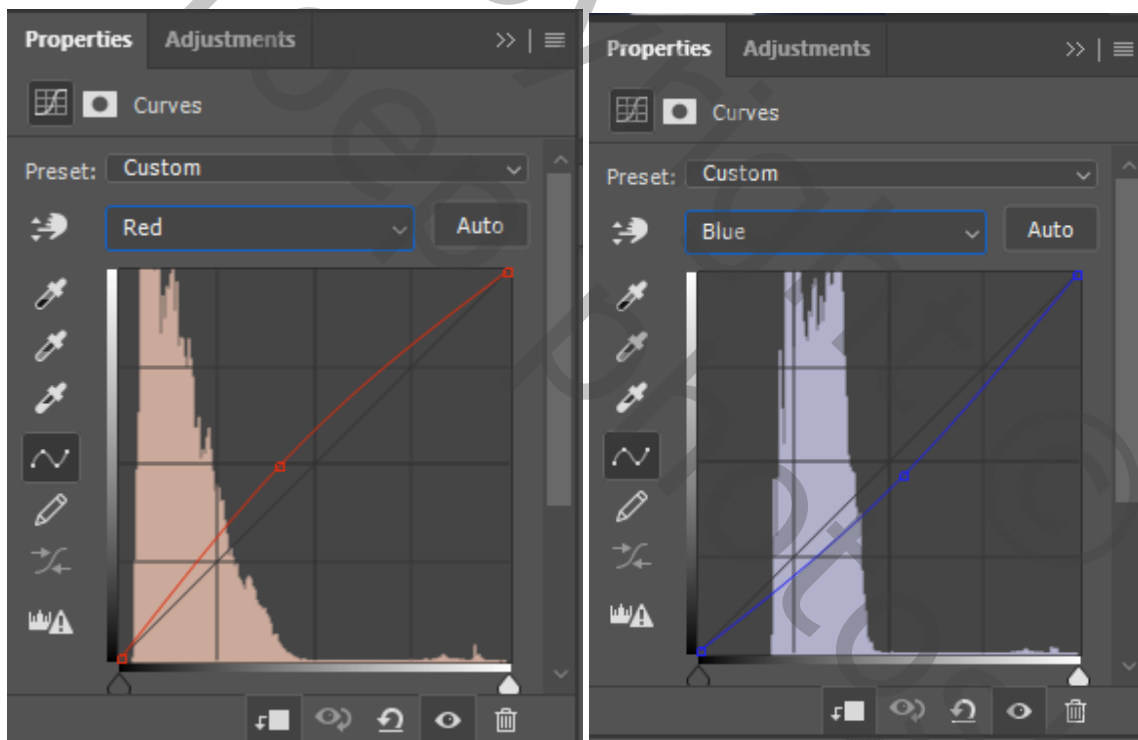 Properties Adjustments
Curves
Preset: Custom
Red Auto
Properties Adjustments
Curves
Preset: Custom
Blue Auto